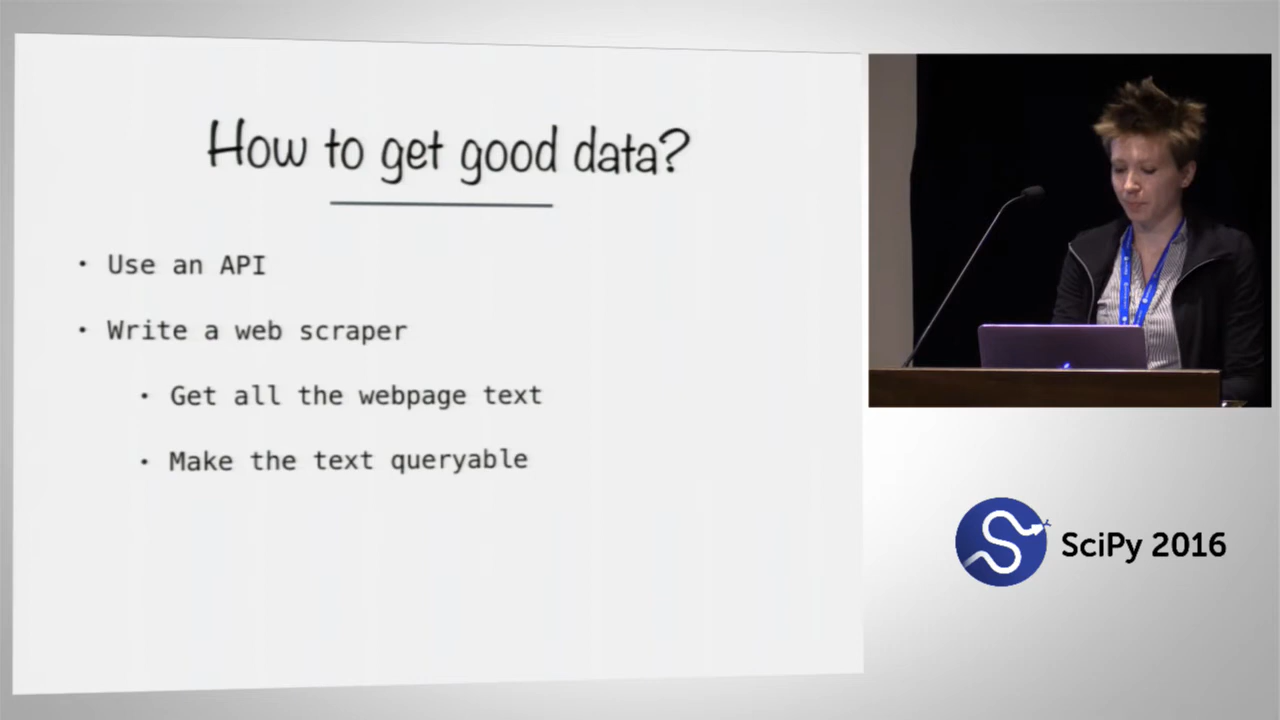 How to get good data?
• Use an API
• Write a web scraper
• Get all the webpage text
• Make the text queryable
SciPy 2016